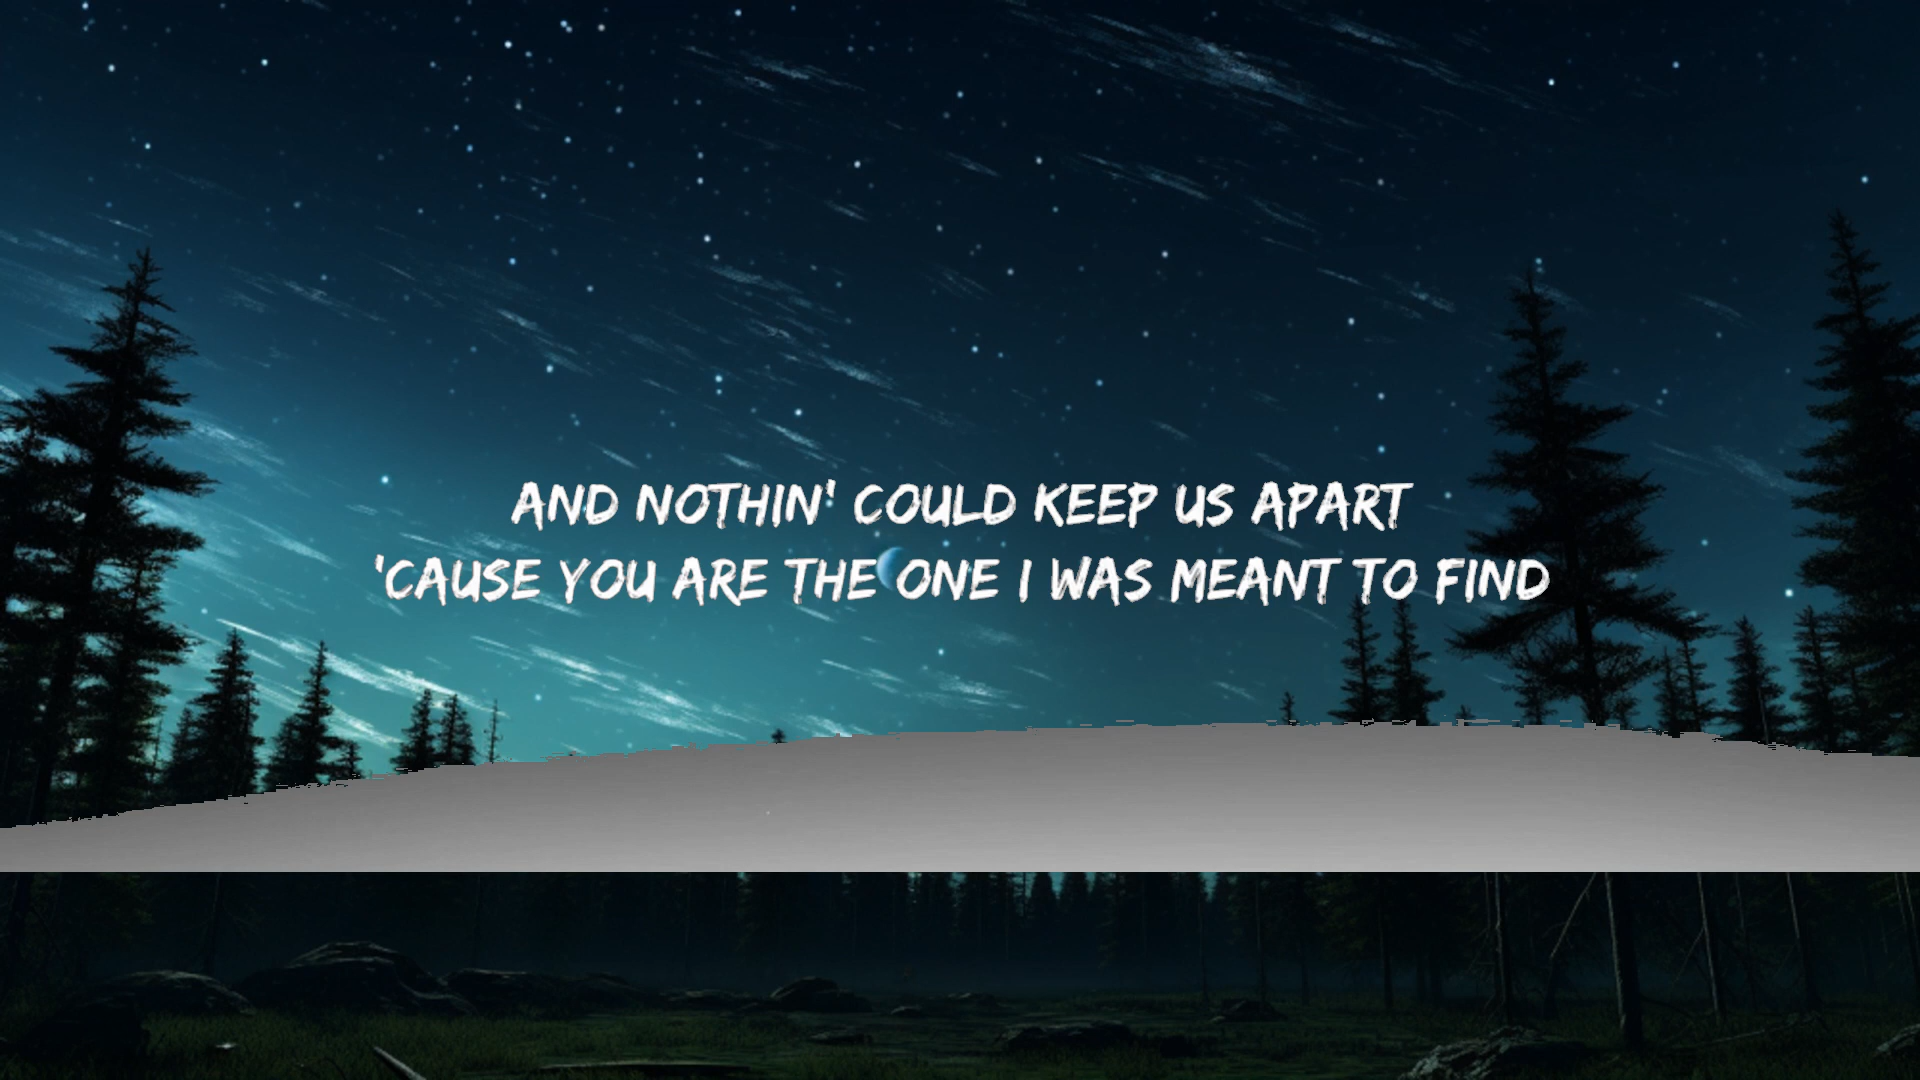 AND NOTHIN' COULD KEEP US APART
'CAUSE YOU ARE THE ONE I WAS MEANT TO FIND